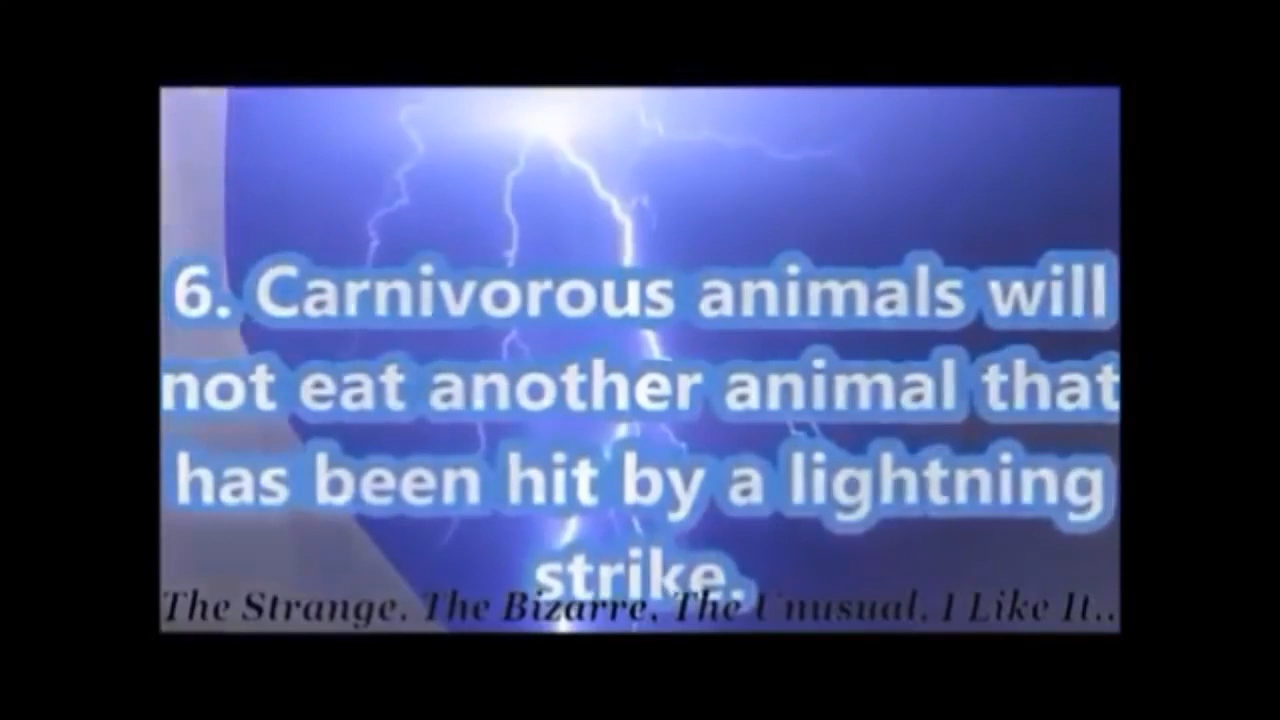 6. Carnivorous animals will
not eat another animal that
has been hit by a lightning
strike.
The Strange. The Bizarre. The Unusual. I Like It..